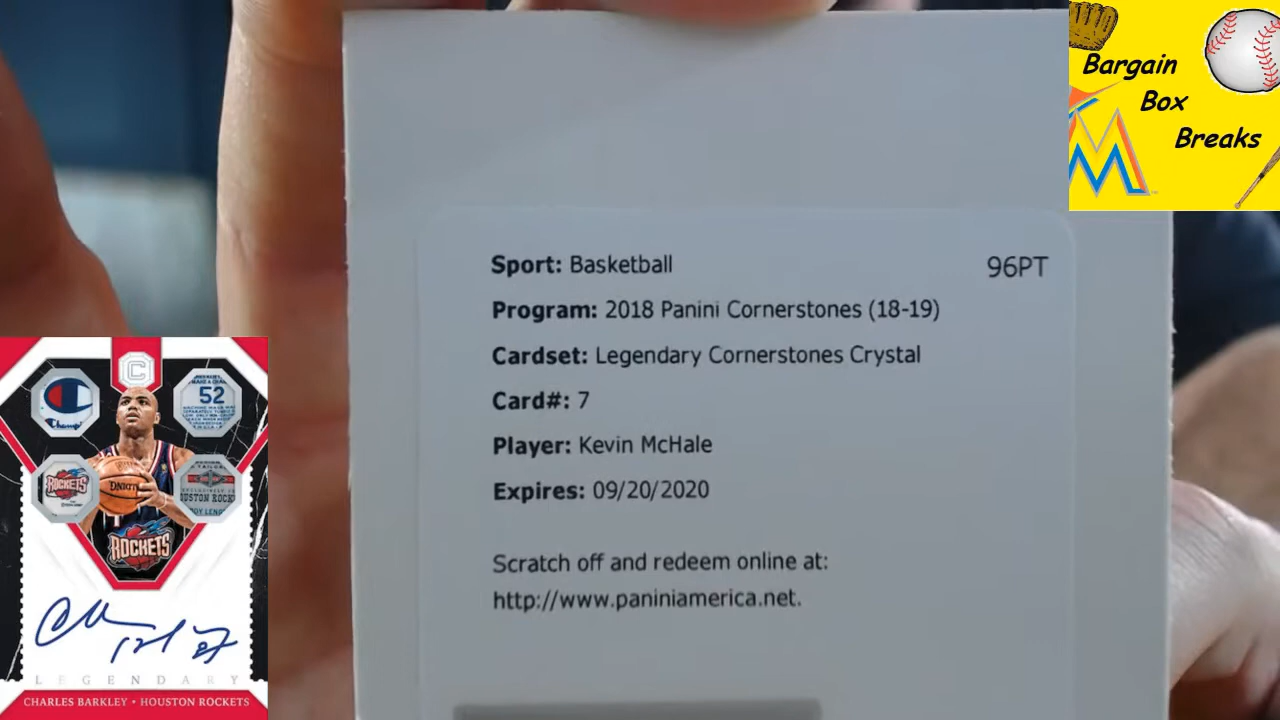 Bargain
Box
Breaks
Sport: Basketball
96PT
Program: 2018 Panini Cornerstones (18-19)
Cardset: Legendary Cornerstones Crystal
Card#: 7
Player: Kevin McHale
Expires: 09/20/2020
Scratch off and redeem online at:
http://www.paniniamerica.net.
C
52
ROCKETS
ROCKETS
LEGENDARY
CHARLES BARKLEY • HOUSTON ROCKETS